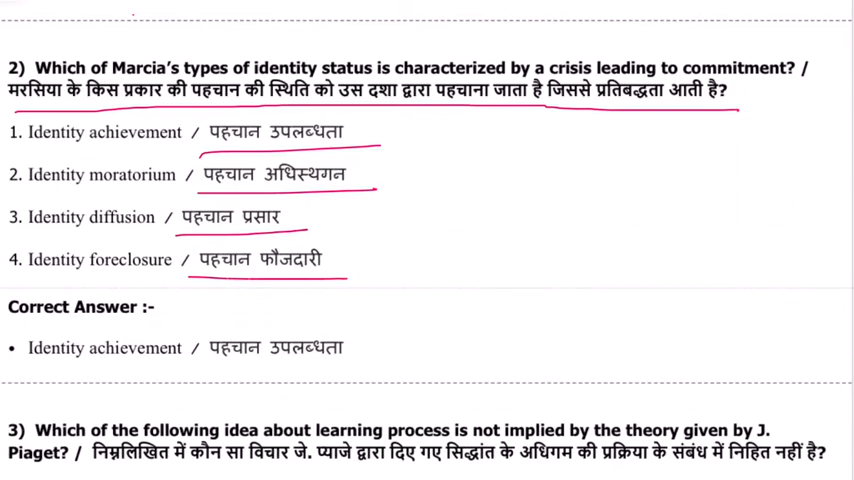 2) Which of Marcia's types of identity status is characterized by a crisis leading to commitment? /
मरसिया के किस प्रकार की पहचान की स्थिति को उस दशा द्वारा पहचाना जाता है जिससे प्रतिबद्धता आती है?
1. Identity achievement / पहचान उपलब्धता
2. Identity moratorium / पहचान अधिस्थगन
3. Identity diffusion / पहचान प्रसार
4. Identity foreclosure / पहचान फौजदारी
Correct Answer :-
• Identity achievement / पहचान उपलब्धता
3) Which of the following idea about learning process is not implied by the theory given by J.
Piaget? / निम्नलिखित में कौन सा विचार जे. प्याजे द्वारा दिए गए सिद्धांत के अधिगम की प्रक्रिया के संबंध में निहित नहीं है?